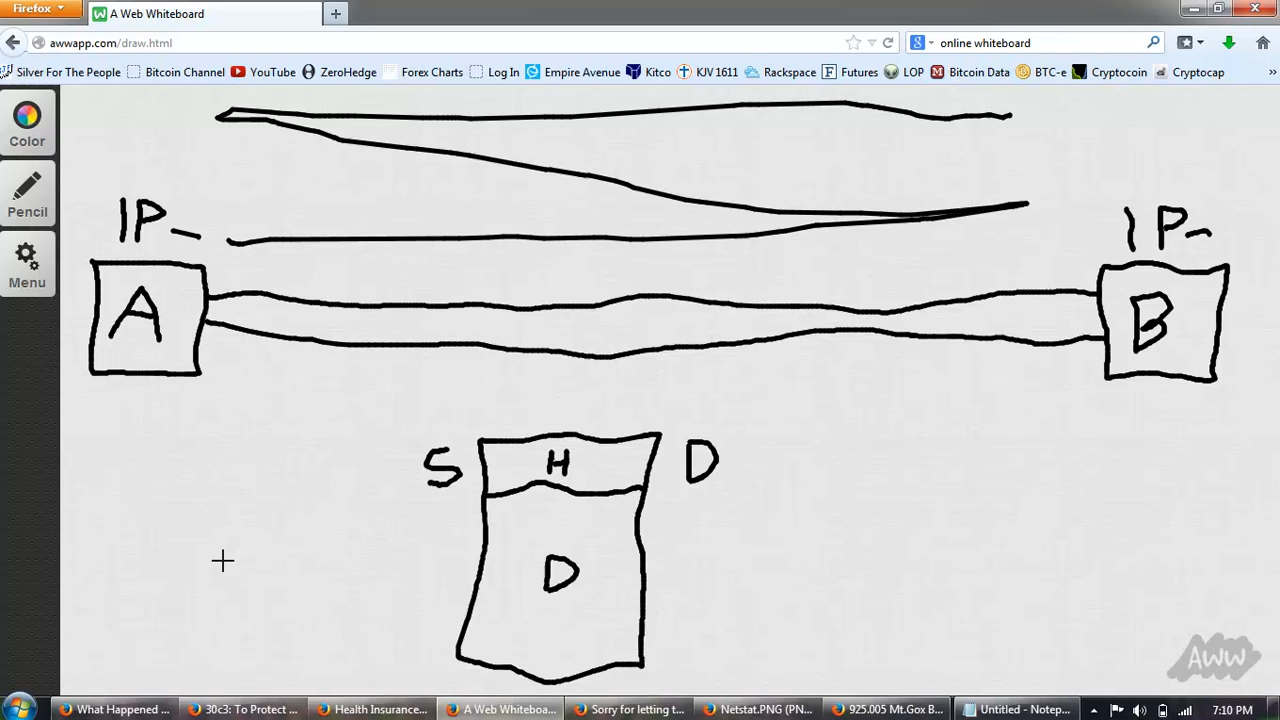 Firefox
A Web Whiteboard
awwapp.com/draw.html
online whiteboard
Silver For The People Bitcoin Channel YouTube ZeroHedge Forex Charts Log In Empire Avenue Kitco KJV 1611 Rackspace Futures LOP Bitcoin Data BTC-e Cryptocoin Cryptocap »
Color
Pencil
Menu
IP_
IP-
A
B
S H D
D
Aww
What Happened ... 30c3: To Protect ... Health Insurance... A Web Whiteboa... Sorry for letting t... Netstat.PNG (PN... 925.005 Mt.Gox B... Untitled - Notep... 7:10 PM